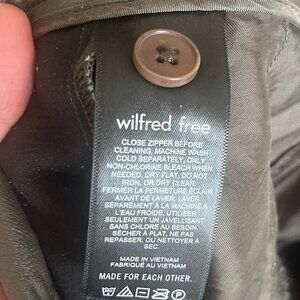 wilfred free
CLOSE ZIPPER BEFORE
CLEANING, MACHINE WASH
COLD SEPARATELY, ONLY
NON-CHLORINE BLEACH WHEN
NEEDED, DRY FLAT, DO NOT
IRON, OR DRY CLEAN.
FERMER LA FERMETURE ÉCLAIR
AVANT DE LAVER, LAVER
SÉPARÉMENT À LA MACHINE À
L'EAU FROIDE, UTILISER
SEULEMENT UN JAVELLISANT
SANS CHLORE AU BESOIN,
SÉCHER À PLAT, NE PAS
REPASSER, OU NETTOYER À
SEC.
MADE IN VIETNAM
FABRIQUÉ AU VIETNAM
MADE FOR EACH OTHER.